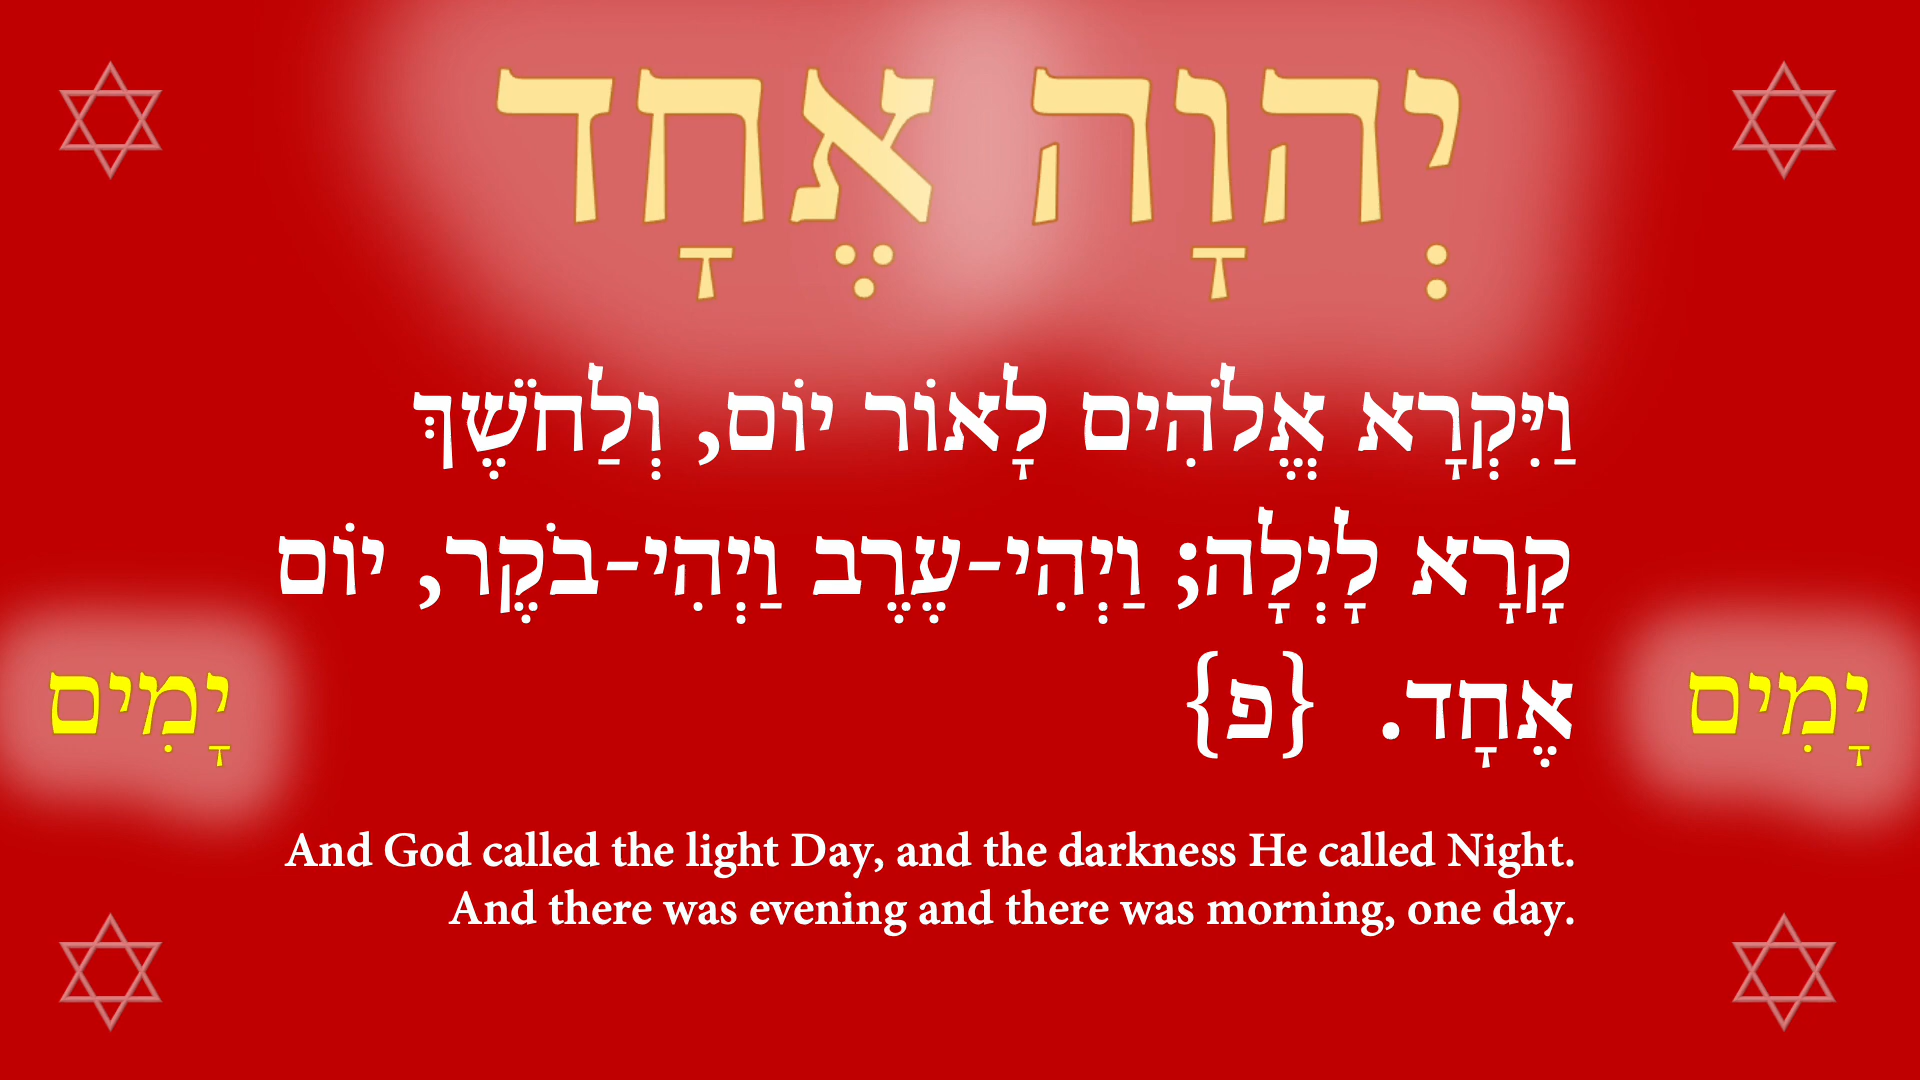 יְהוָה אֶחָד
וַיִּקְרָא אֱלֹהִים לָאוֹר יוֹם, וְלַחֹשֶׁךְ
קָרָא לָיְלָה; וַיְהִי-עֶרֶב וַיְהִי-בֹקֶר, יוֹם
אֶחָד. {פ}
יָמִים
יָמִים
And God called the light Day, and the darkness He called Night.
And there was evening and there was morning, one day.